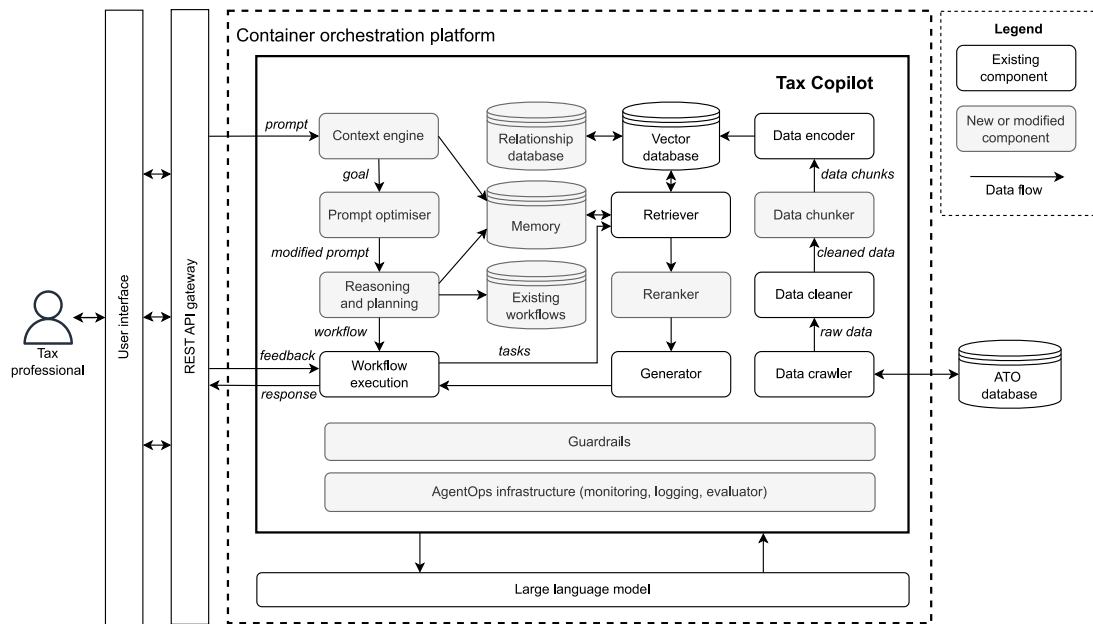 Container orchestration platform
Legend
Existing
component
New or modified
component
Data flow
Tax Copilot
prompt
Context engine
Relationship
database
Vector
database
Data encoder
goal
data chunks
Prompt optimiser
Memory
Retriever
Data chunker
modified prompt
cleaned data
Reasoning
and planning
Existing
workflows
Reranker
Data cleaner
workflow
tasks
raw data
Tax
professional
User interface
REST API gateway
feedback
response
Workflow
execution
Generator
Data crawler
ATO
database
Guardrails
AgentOps infrastructure (monitoring, logging, evaluator)
Large language model